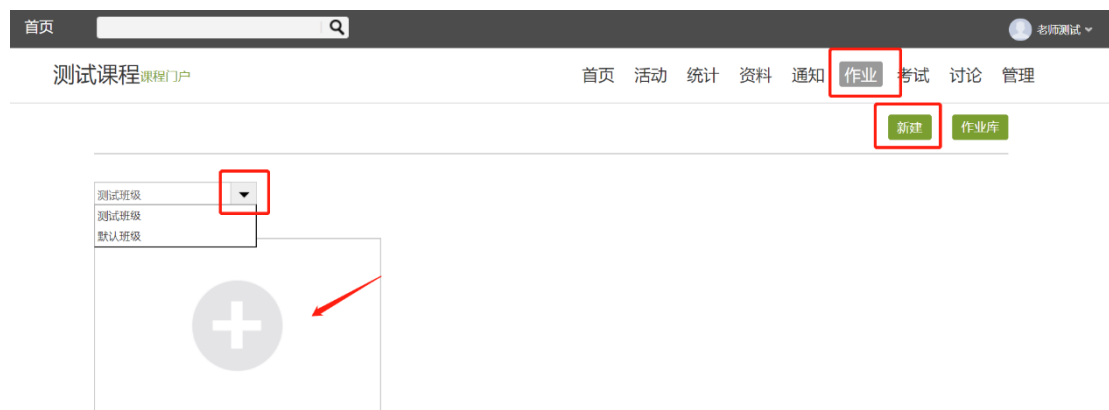 首页 老师测试
测试课程 课程门户 首页 活动 统计 资料 通知 作业 考试 讨论 管理
新建 作业库
测试班级
测试班级
默认班级